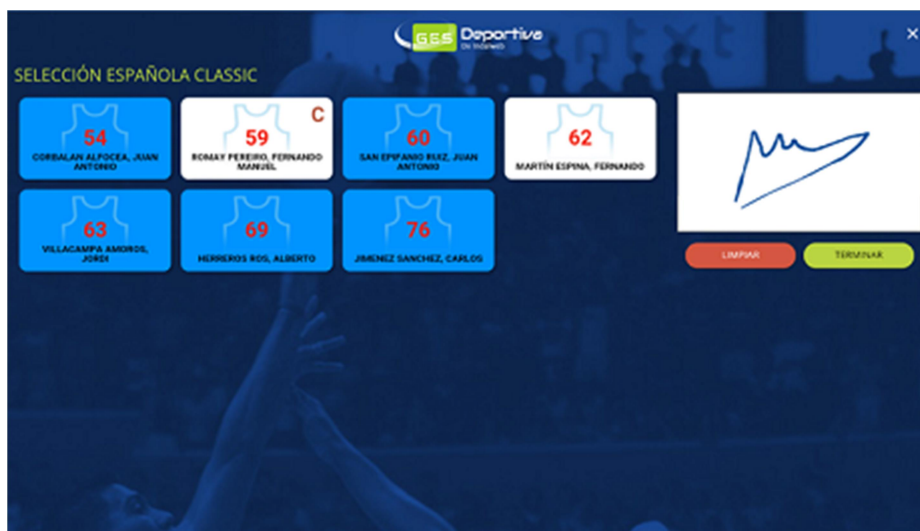 GES Deportiva
De Indalweb
×
SELECCIÓN ESPAÑOLA CLASSIC
54
CORBALAN ALFOCEA, JUAN
ANTONIO
C
59
ROMAY PEREIRO, FERNANDO
MANUEL
60
SAN EPIFANIO RUIZ, JUAN
ANTONIO
62
MARTÍN ESPINA, FERNANDO
63
VILLACAMPA AMOROS,
JORDI
69
HERREROS ROS, ALBERTO
76
JIMENEZ SANCHEZ, CARLOS
LIMPIAR
TERMINAR